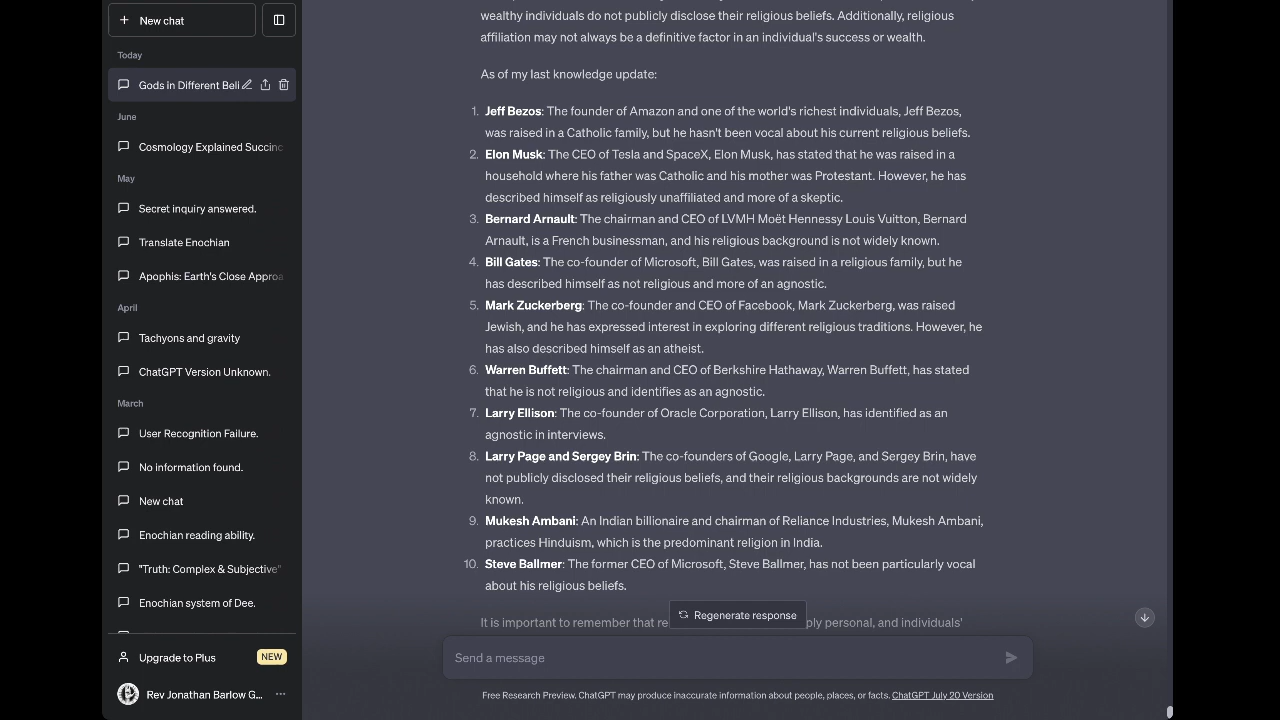 New chat
Today
Gods in Different Beli
June
Cosmology Explained Succinc
May
Secret inquiry answered.
Translate Enochian
Apophis: Earth's Close Approa
April
Tachyons and gravity
ChatGPT Version Unknown.
March
User Recognition Failure.
No information found.
New chat
Enochian reading ability.
"Truth: Complex & Subjective"
Enochian system of Dee.
Upgrade to Plus NEW
Rev Jonathan Barlow G...
wealthy individuals do not publicly disclose their religious beliefs. Additionally, religious
affiliation may not always be a definitive factor in an individual's success or wealth.
As of my last knowledge update:
1. Jeff Bezos: The founder of Amazon and one of the world's richest individuals, Jeff Bezos,
was raised in a Catholic family, but he hasn't been vocal about his current religious beliefs.
2. Elon Musk: The CEO of Tesla and SpaceX, Elon Musk, has stated that he was raised in a
household where his father was Catholic and his mother was Protestant. However, he has
described himself as religiously unaffiliated and more of a skeptic.
3. Bernard Arnault: The chairman and CEO of LVMH Moët Hennessy Louis Vuitton, Bernard
Arnault, is a French businessman, and his religious background is not widely known.
4. Bill Gates: The co-founder of Microsoft, Bill Gates, was raised in a religious family, but he
has described himself as not religious and more of an agnostic.
5. Mark Zuckerberg: The co-founder and CEO of Facebook, Mark Zuckerberg, was raised
Jewish, and he has expressed interest in exploring different religious traditions. However, he
has also described himself as an atheist.
6. Warren Buffett: The chairman and CEO of Berkshire Hathaway, Warren Buffett, has stated
that he is not religious and identifies as an agnostic.
7. Larry Ellison: The co-founder of Oracle Corporation, Larry Ellison, has identified as an
agnostic in interviews.
8. Larry Page and Sergey Brin: The co-founders of Google, Larry Page, and Sergey Brin, have
not publicly disclosed their religious beliefs, and their religious backgrounds are not widely
known.
9. Mukesh Ambani: An Indian billionaire and chairman of Reliance Industries, Mukesh Ambani,
practices Hinduism, which is the predominant religion in India.
10. Steve Ballmer: The former CEO of Microsoft, Steve Ballmer, has not been particularly vocal
about his religious beliefs.
Regenerate response
It is important to remember that re ply personal, and individuals'
Send a message
Free Research Preview. ChatGPT may produce inaccurate information about people, places, or facts. ChatGPT July 20 Version